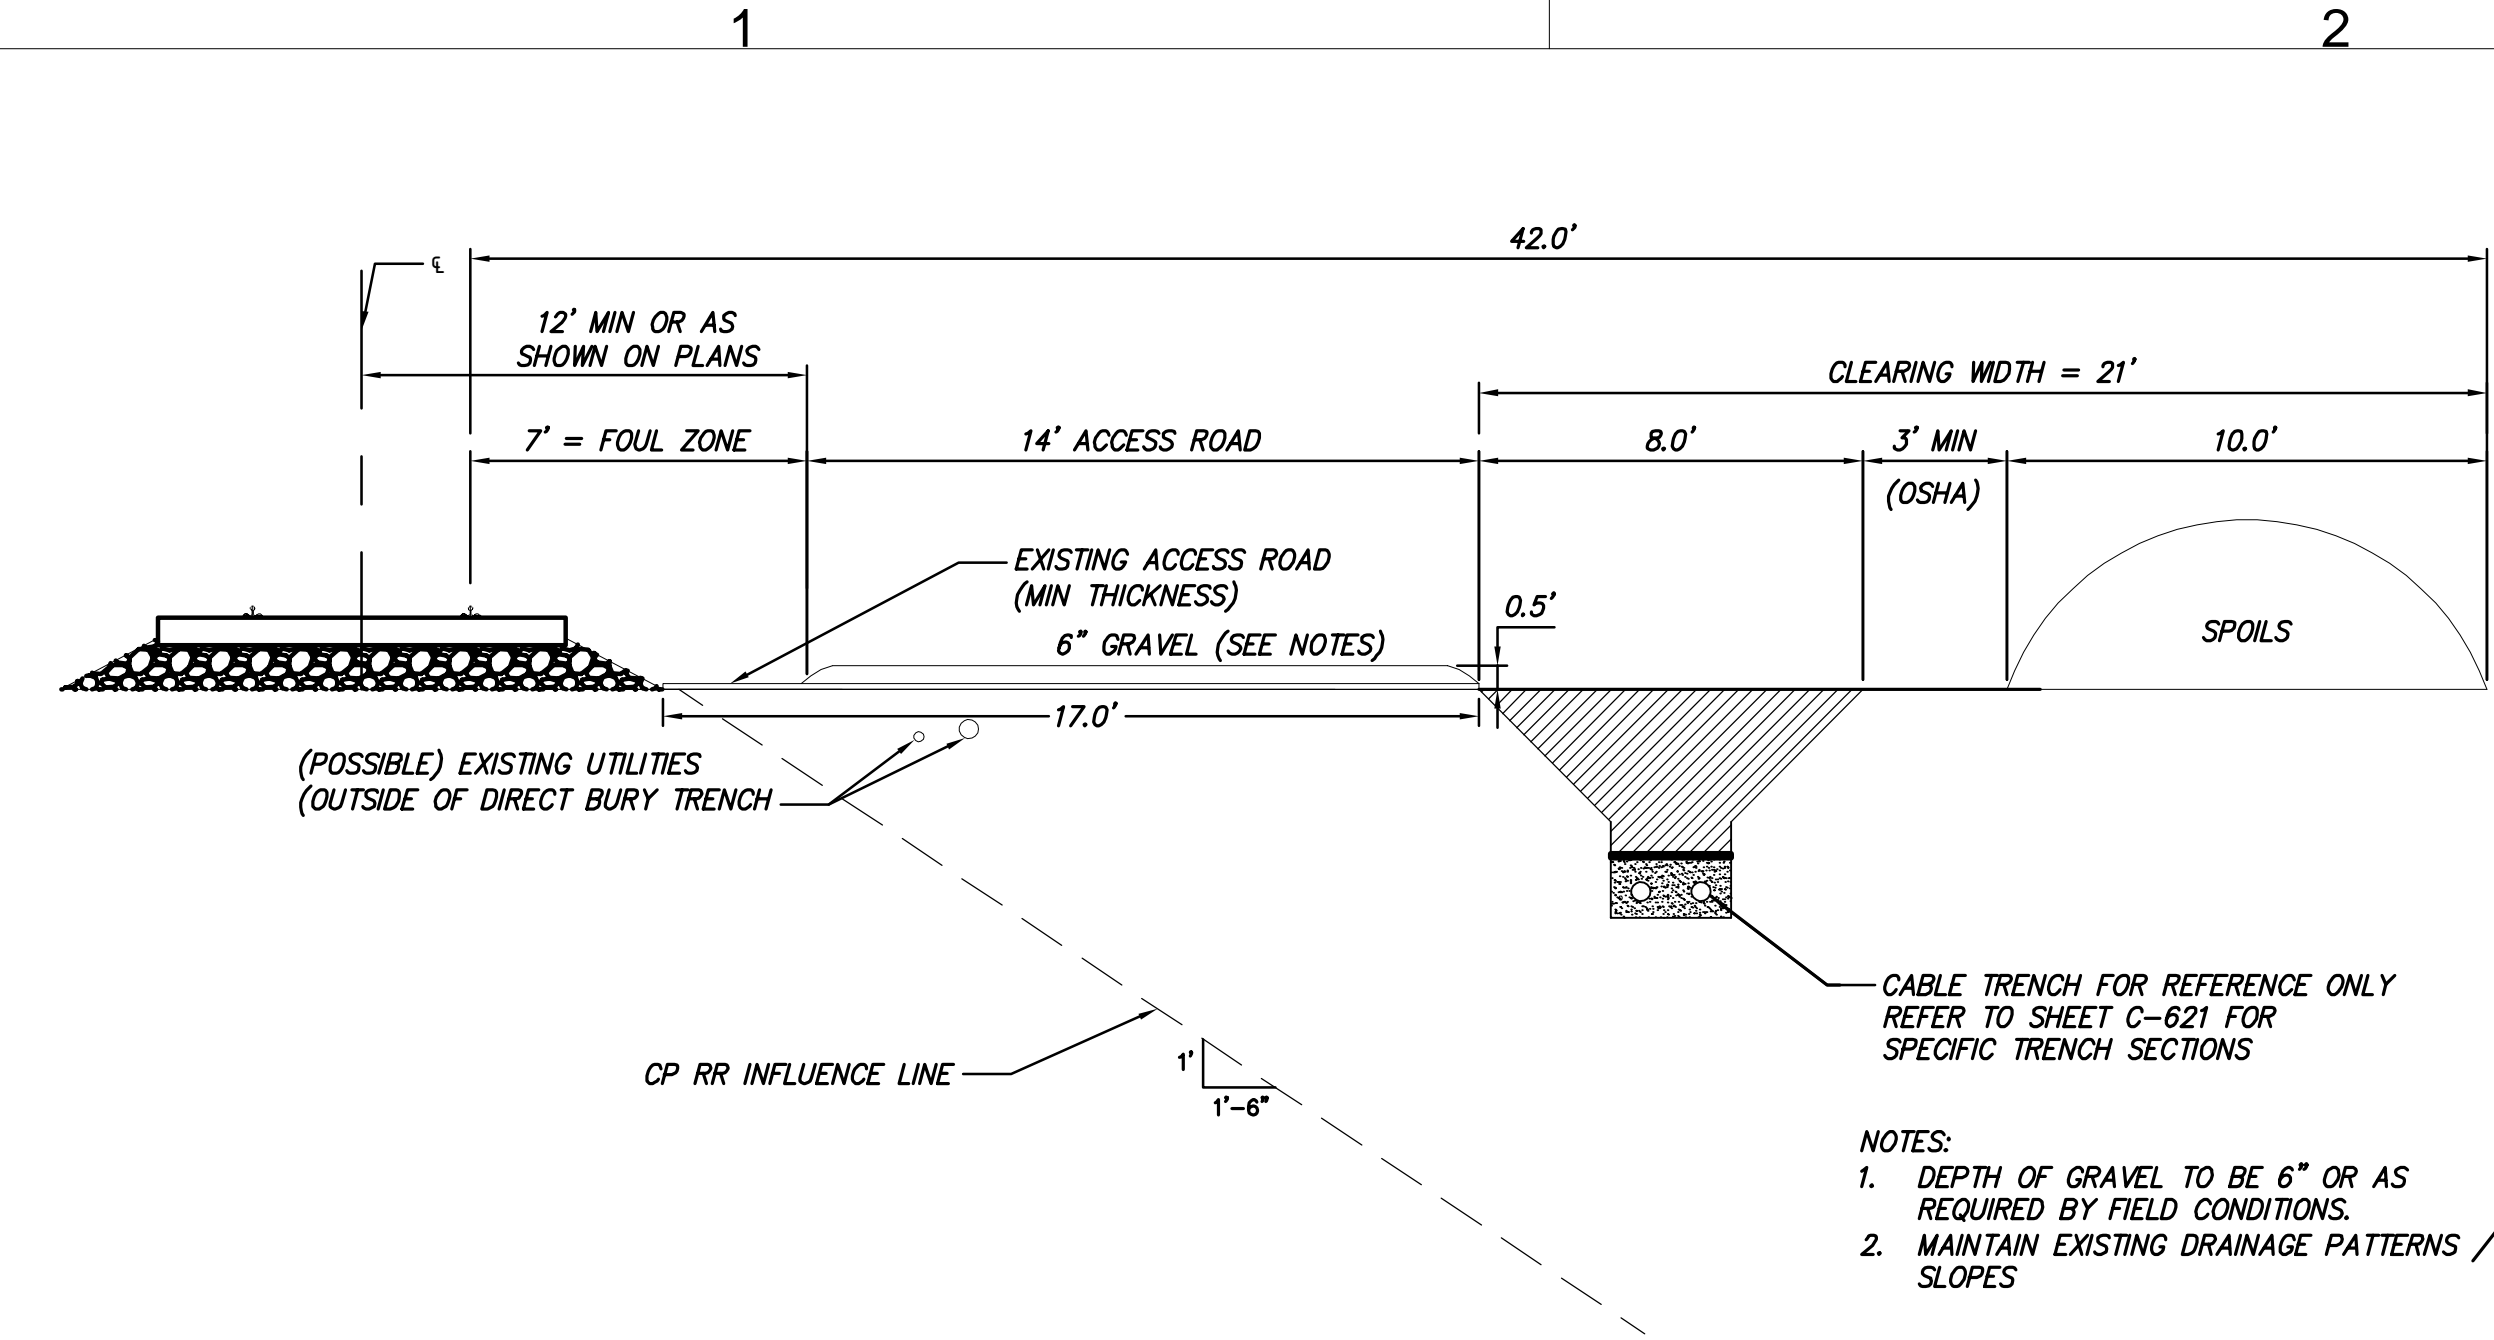 1
2
42.0'
℄
12' MIN OR AS
SHOWN ON PLANS
CLEARING WIDTH = 21'
7' = FOUL ZONE
14' ACCESS ROAD
8.0'
3' MIN
(OSHA)
10.0'
EXISTING ACCESS ROAD
(MIN THICKNESS)
6" GRAVEL (SEE NOTES)
0.5'
SPOILS
17.0'
(POSSIBLE) EXISTING UTILITIES
(OUTSIDE OF DIRECT BURY TRENCH
CABLE TRENCH FOR REFERENCE ONLY
REFER TO SHEET C-621 FOR
SPECIFIC TRENCH SECTIONS
CP RR INFLUENCE LINE
1'
1'-6"
NOTES:
1. DEPTH OF GRAVEL TO BE 6" OR AS
REQUIRED BY FIELD CONDITIONS.
2. MAINTAIN EXISTING DRAINAGE PATTERNS /
SLOPES